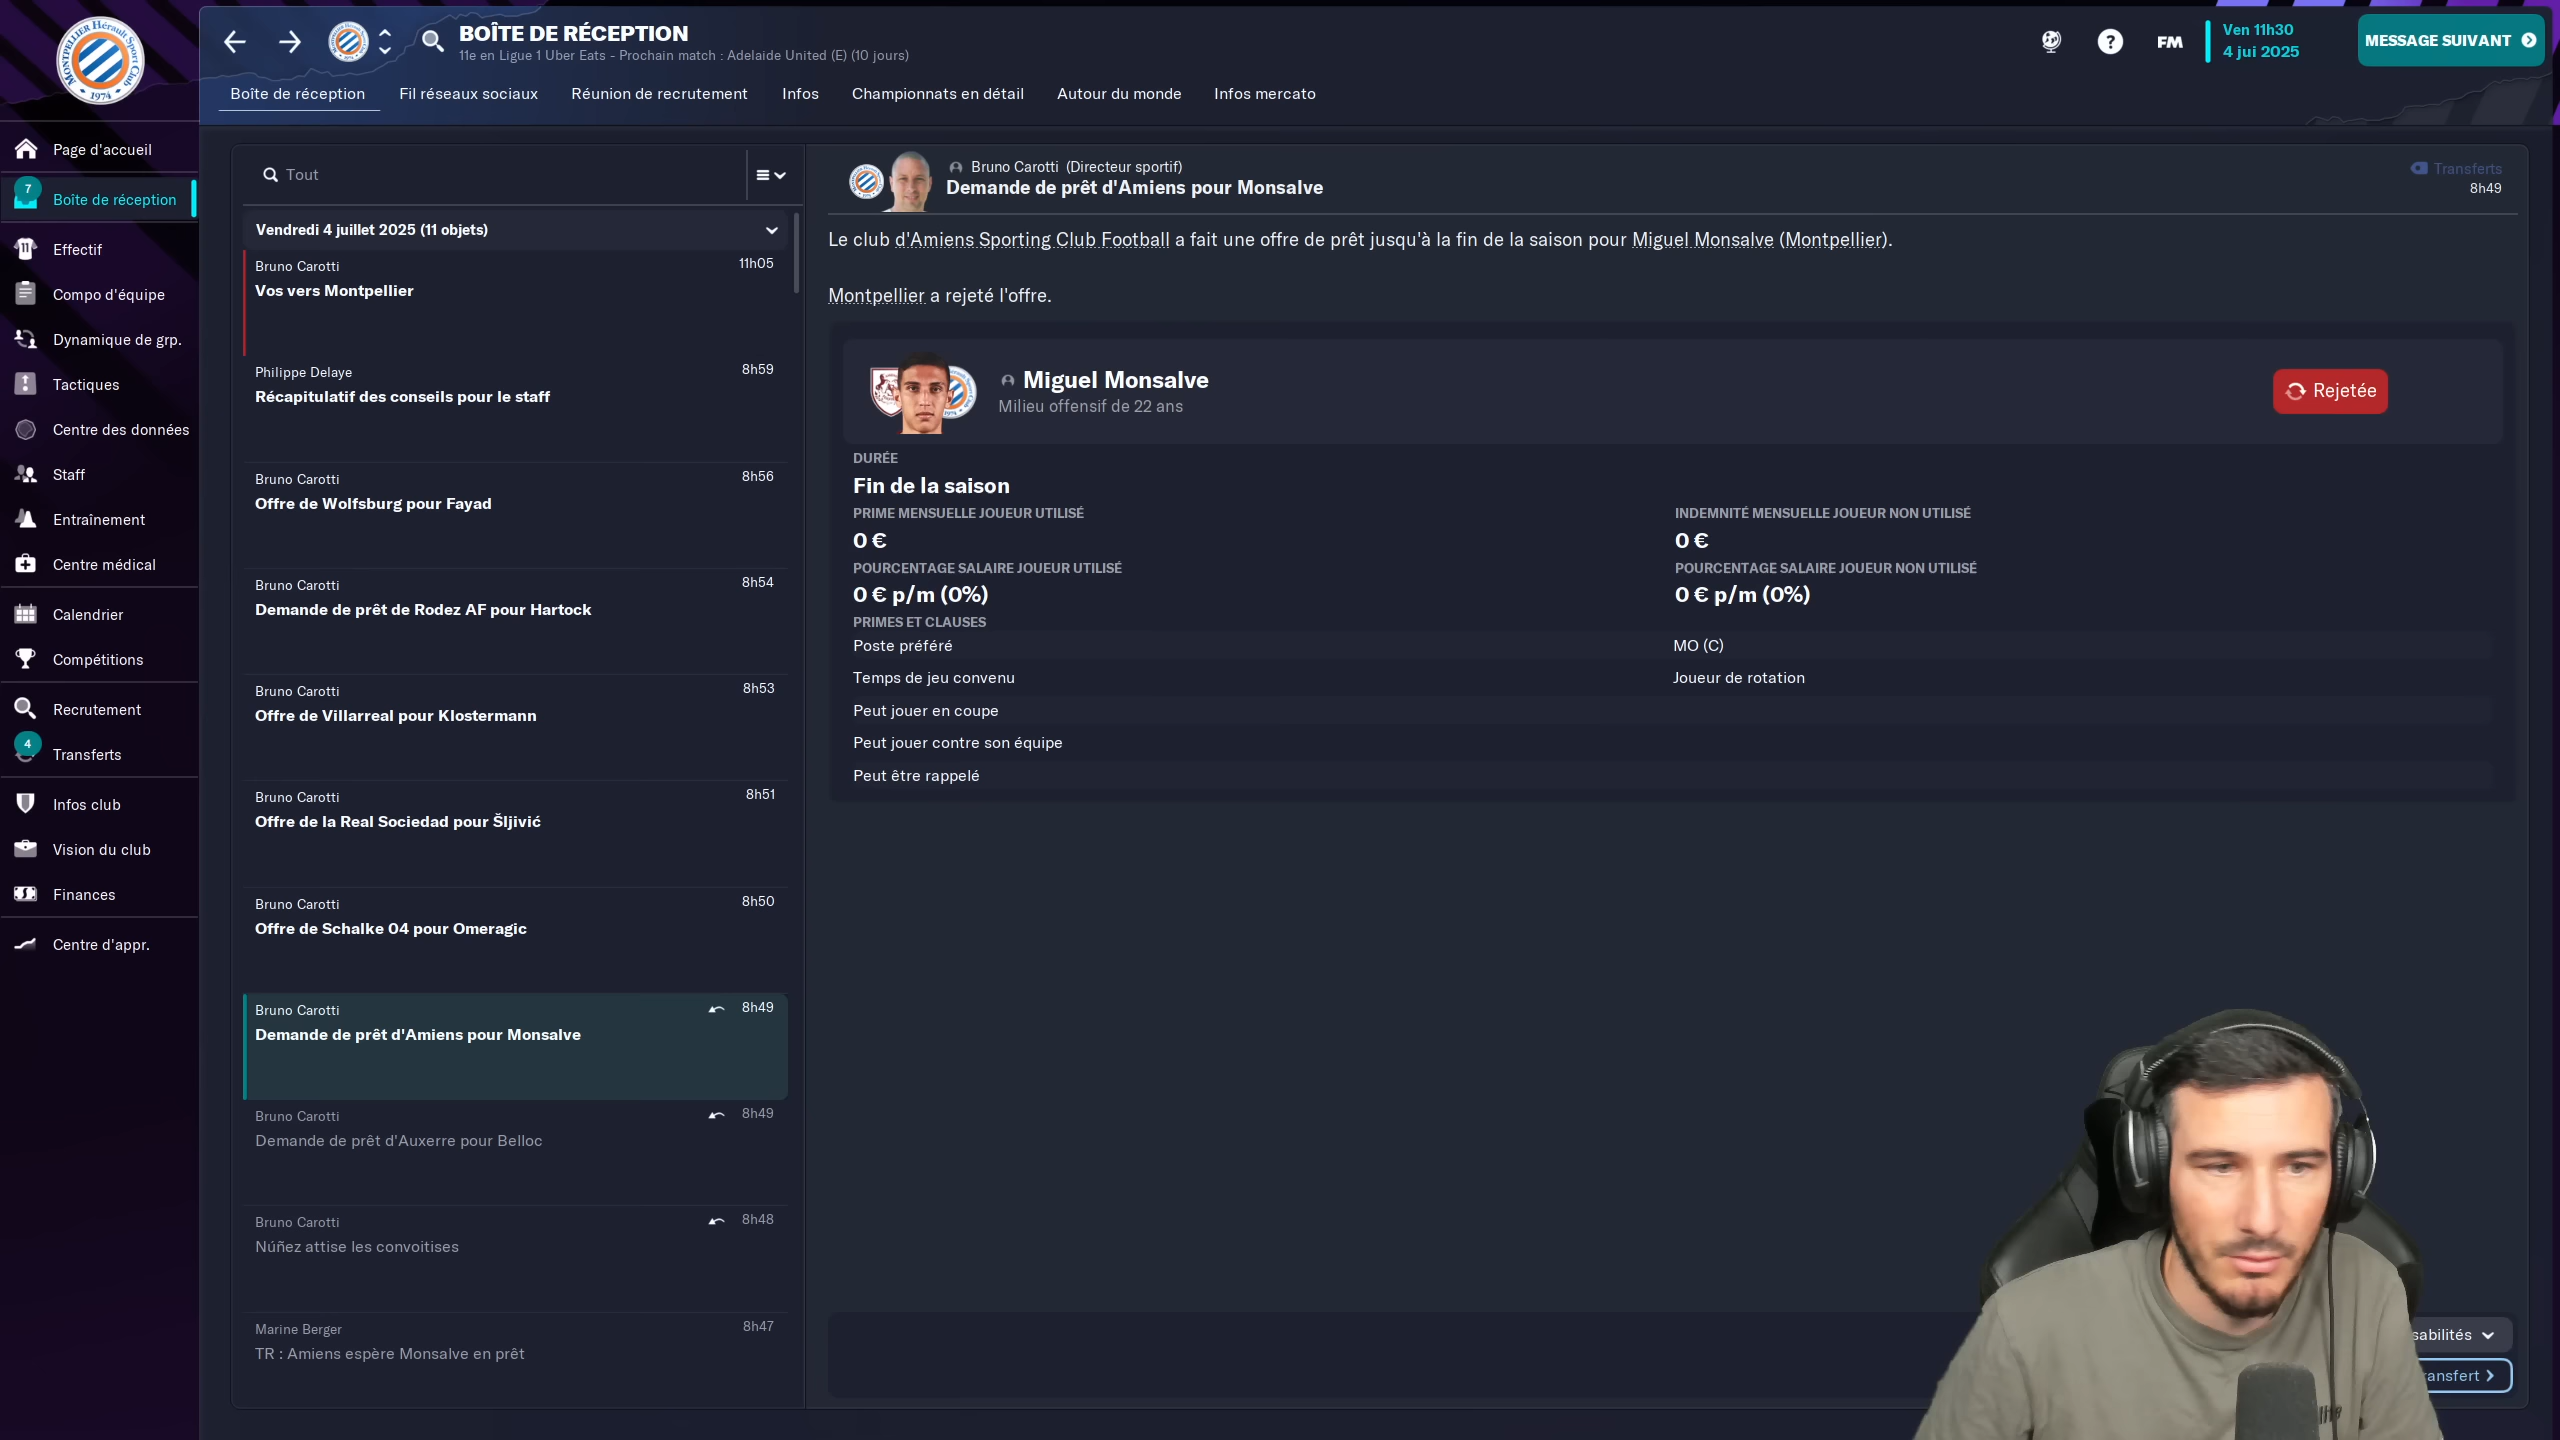 BOÎTE DE RÉCEPTION
11e en Ligue 1 Uber Eats - Prochain match : Adelaide United (E) (10 jours)
Ven 11h30
4 jui 2025
MESSAGE SUIVANT
FM
Boîte de réception
Fil réseaux sociaux
Réunion de recrutement
Infos
Championnats en détail
Autour du monde
Infos mercato
MONTPELLIER Hérault Sport Club
1974
Page d'accueil
7
Boîte de réception
Effectif
Compo d'équipe
Dynamique de grp.
Tactiques
Centre des données
Staff
Entraînement
Centre médical
Calendrier
Compétitions
Recrutement
4
Transferts
Infos club
Vision du club
Finances
Centre d'appr.
Tout
Vendredi 4 juillet 2025 (11 objets)
Bruno Carotti 11h05
Vos vers Montpellier
Philippe Delaye 8h59
Récapitulatif des conseils pour le staff
Bruno Carotti 8h56
Offre de Wolfsburg pour Fayad
Bruno Carotti 8h54
Demande de prêt de Rodez AF pour Hartock
Bruno Carotti 8h53
Offre de Villarreal pour Klostermann
Bruno Carotti 8h51
Offre de la Real Sociedad pour Šljivić
Bruno Carotti 8h50
Offre de Schalke 04 pour Omeragic
Bruno Carotti 8h49
Demande de prêt d'Amiens pour Monsalve
Bruno Carotti 8h49
Demande de prêt d'Auxerre pour Belloc
Bruno Carotti 8h48
Núñez attise les convoitises
Marine Berger 8h47
TR : Amiens espère Monsalve en prêt
Bruno Carotti (Directeur sportif)
Demande de prêt d'Amiens pour Monsalve
Transferts
8h49
Le club d'Amiens Sporting Club Football a fait une offre de prêt jusqu'à la fin de la saison pour Miguel Monsalve (Montpellier).
Montpellier a rejeté l'offre.
Miguel Monsalve
Milieu offensif de 22 ans
Rejetée
DURÉE
Fin de la saison
PRIME MENSUELLE JOUEUR UTILISÉ INDEMNITÉ MENSUELLE JOUEUR NON UTILISÉ
0 € 0 €
POURCENTAGE SALAIRE JOUEUR UTILISÉ POURCENTAGE SALAIRE JOUEUR NON UTILISÉ
0 € p/m (0%) 0 € p/m (0%)
PRIMES ET CLAUSES
Poste préféré MO (C)
Temps de jeu convenu Joueur de rotation
Peut jouer en coupe
Peut jouer contre son équipe
Peut être rappelé
sabilités
ansfert